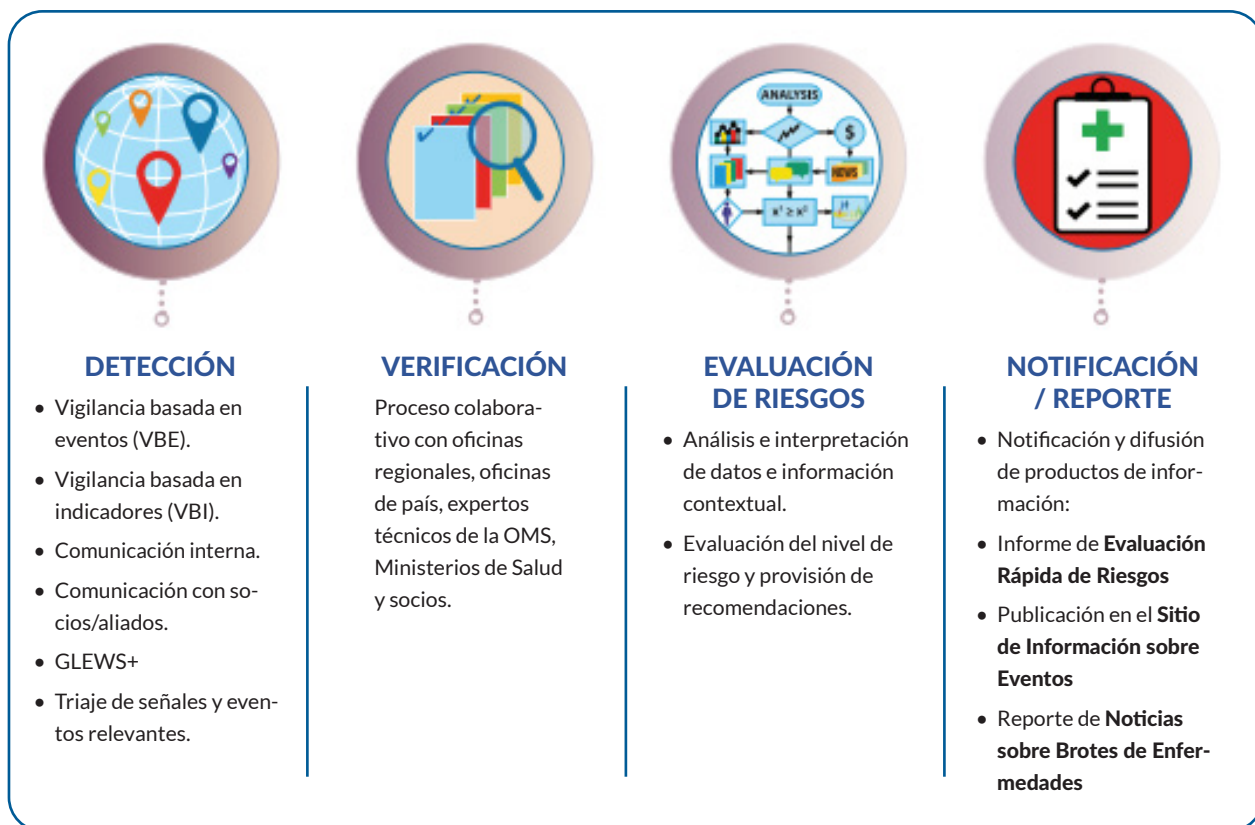 ANALYSIS
$
NEWS
x¹ ≥ x²
DETECCIÓN
• Vigilancia basada en
eventos (VBE).
• Vigilancia basada en
indicadores (VBI).
• Comunicación interna.
• Comunicación con so-
cios/aliados.
• GLEWS+
• Triaje de señales y even-
tos relevantes.
VERIFICACIÓN
Proceso colabora-
tivo con oficinas
regionales, oficinas
de país, expertos
técnicos de la OMS,
Ministerios de Salud
y socios.
EVALUACIÓN
DE RIESGOS
• Análisis e interpretación
de datos e información
contextual.
• Evaluación del nivel de
riesgo y provisión de
recomendaciones.
NOTIFICACIÓN
/ REPORTE
• Notificación y difusión
de productos de infor-
mación:
• Informe de Evaluación
Rápida de Riesgos
• Publicación en el Sitio
de Información sobre
Eventos
• Reporte de Noticias
sobre Brotes de Enfer-
medades